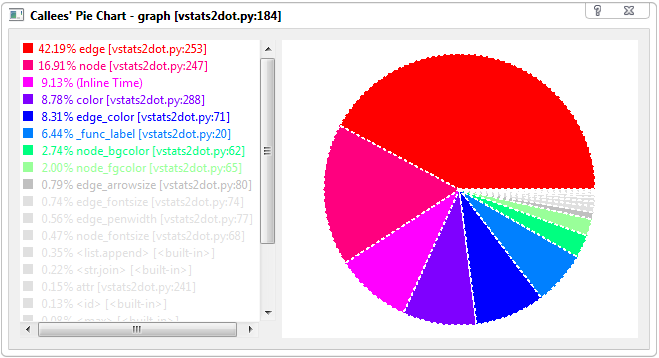 Callees' Pie Chart - graph [vstats2dot.py:184]
42.19% edge [vstats2dot.py:253]
16.91% node [vstats2dot.py:247]
9.13% (Inline Time)
8.78% color [vstats2dot.py:288]
8.31% edge_color [vstats2dot.py:71]
6.44% _func_label [vstats2dot.py:20]
2.74% node_bgcolor [vstats2dot.py:62]
2.00% node_fgcolor [vstats2dot.py:65]
0.79% edge_arrowsize [vstats2dot.py:80]
0.74% edge_fontsize [vstats2dot.py:74]
0.56% edge_penwidth [vstats2dot.py:77]
0.47% node_fontsize [vstats2dot.py:68]
0.35% <list.append> [<built-in>]
0.22% <str.join> [<built-in>]
0.15% attr [vstats2dot.py:241]
0.13% <id> [<built-in>]
0.08% <max> [<built-in>]